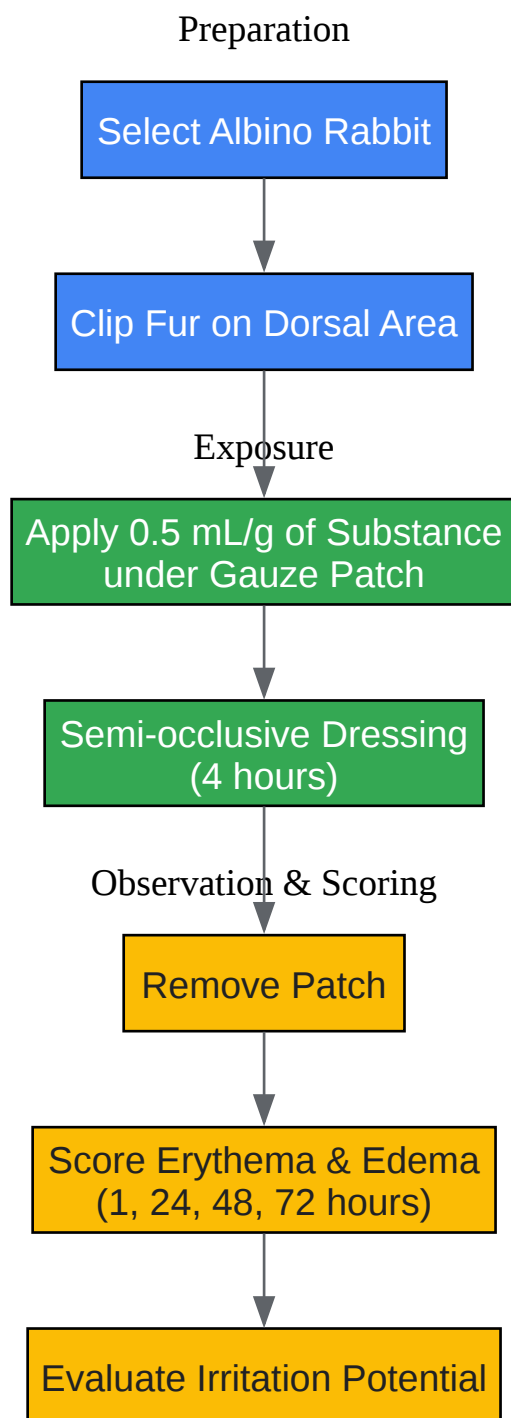 Preparation
Select Albino Rabbit
Clip Fur on Dorsal Area
Exposure
Apply 0.5 mL/g of Substance
under Gauze Patch
Semi-occlusive Dressing
(4 hours)
Observation & Scoring
Remove Patch
Score Erythema & Edema
(1, 24, 48, 72 hours)
Evaluate Irritation Potential